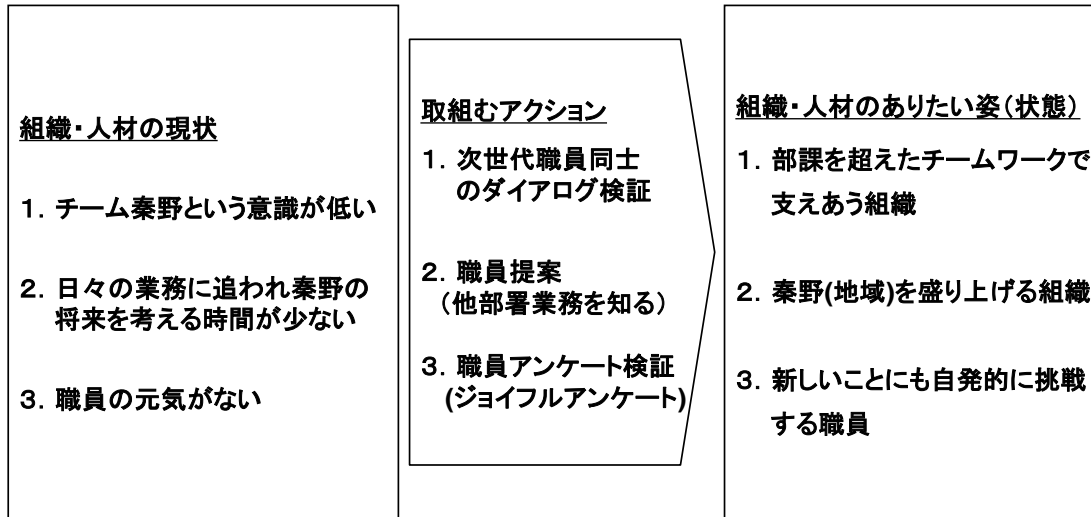 組織・人材の現状
1．チーム秦野という意識が低い
2．日々の業務に追われ秦野の
将来を考える時間が少ない
3．職員の元気がない
取組むアクション
1．次世代職員同士
のダイアログ検証
2．職員提案
（他部署業務を知る）
3．職員アンケート検証
(ジョイフルアンケート)
組織・人材のありたい姿（状態）
1．部課を超えたチームワークで
支えあう組織
2．秦野(地域)を盛り上げる組織
3．新しいことにも自発的に挑戦
する職員